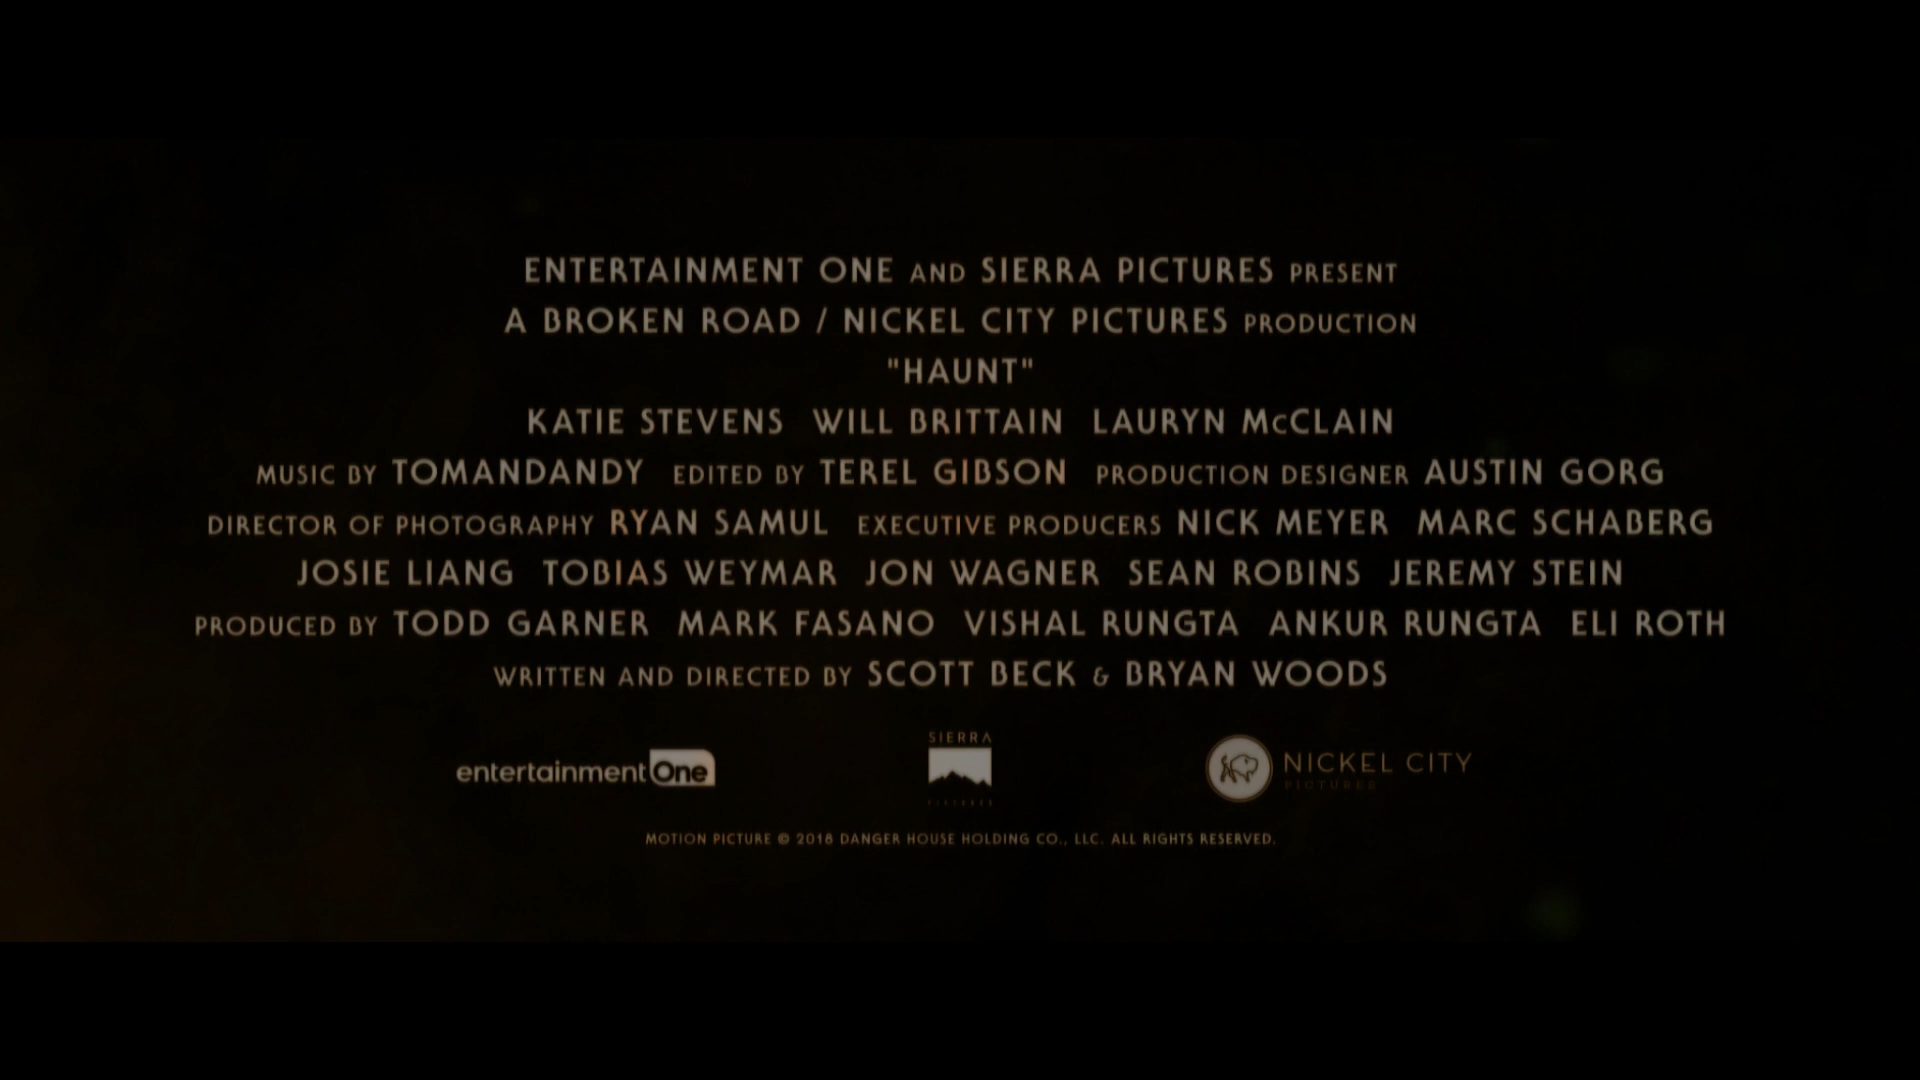 ENTERTAINMENT ONE AND SIERRA PICTURES PRESENT
A BROKEN ROAD / NICKEL CITY PICTURES PRODUCTION
"HAUNT"
KATIE STEVENS WILL BRITTAIN LAURYN McCLAIN
MUSIC BY TOMANDANDY EDITED BY TEREL GIBSON PRODUCTION DESIGNER AUSTIN GORG
DIRECTOR OF PHOTOGRAPHY RYAN SAMUL EXECUTIVE PRODUCERS NICK MEYER MARC SCHABERG
JOSIE LIANG TOBIAS WEYMAR JON WAGNER SEAN ROBINS JEREMY STEIN
PRODUCED BY TODD GARNER MARK FASANO VISHAL RUNGTA ANKUR RUNGTA ELI ROTH
WRITTEN AND DIRECTED BY SCOTT BECK & BRYAN WOODS
entertainment One
SIERRA
PICTURES
NICKEL CITY
PICTURES
MOTION PICTURE © 2018 DANGER HOUSE HOLDING CO., LLC. ALL RIGHTS RESERVED.